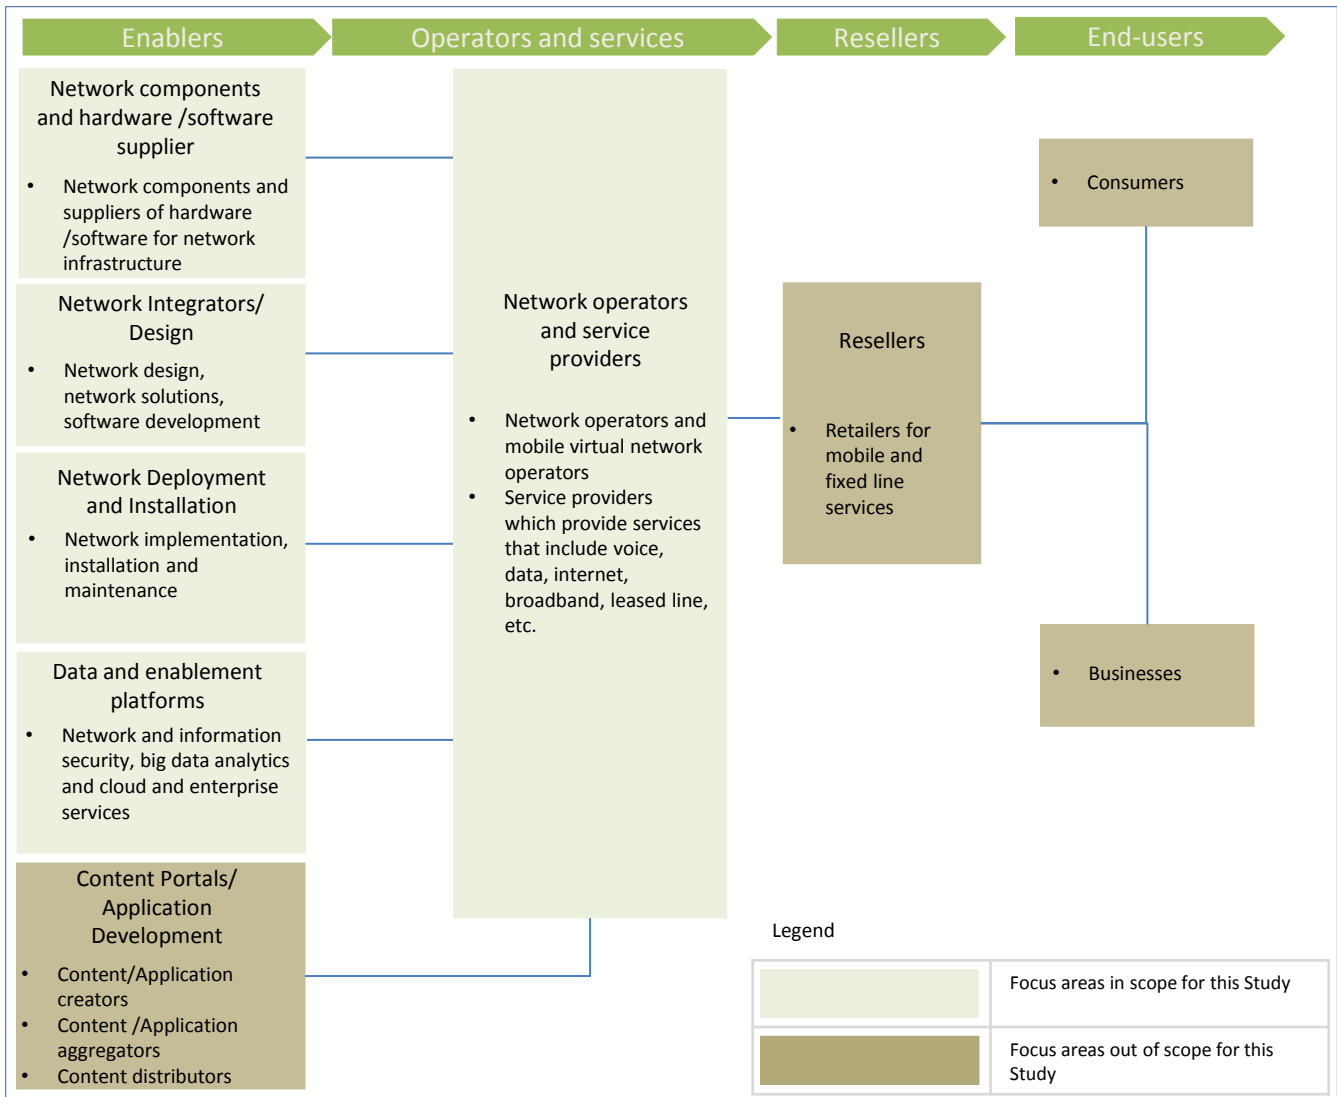 Enablers
Operators and services
Resellers
End-users
Network components
and hardware /software
supplier
• Network components and
suppliers of hardware
/software for network
infrastructure
Network Integrators/
Design
• Network design,
network solutions,
software development
Network Deployment
and Installation
• Network implementation,
installation and
maintenance
Data and enablement
platforms
• Network and information
security, big data analytics
and cloud and enterprise
services
Content Portals/
Application
Development
• Content/Application
creators
• Content /Application
aggregators
• Content distributors
Network operators
and service
providers
• Network operators and
mobile virtual network
operators
• Service providers
which provide services
that include voice,
data, internet,
broadband, leased line,
etc.
Resellers
• Retailers for
mobile and
fixed line
services
• Consumers
• Businesses
Legend
Focus areas in scope for this Study
Focus areas out of scope for this
Study